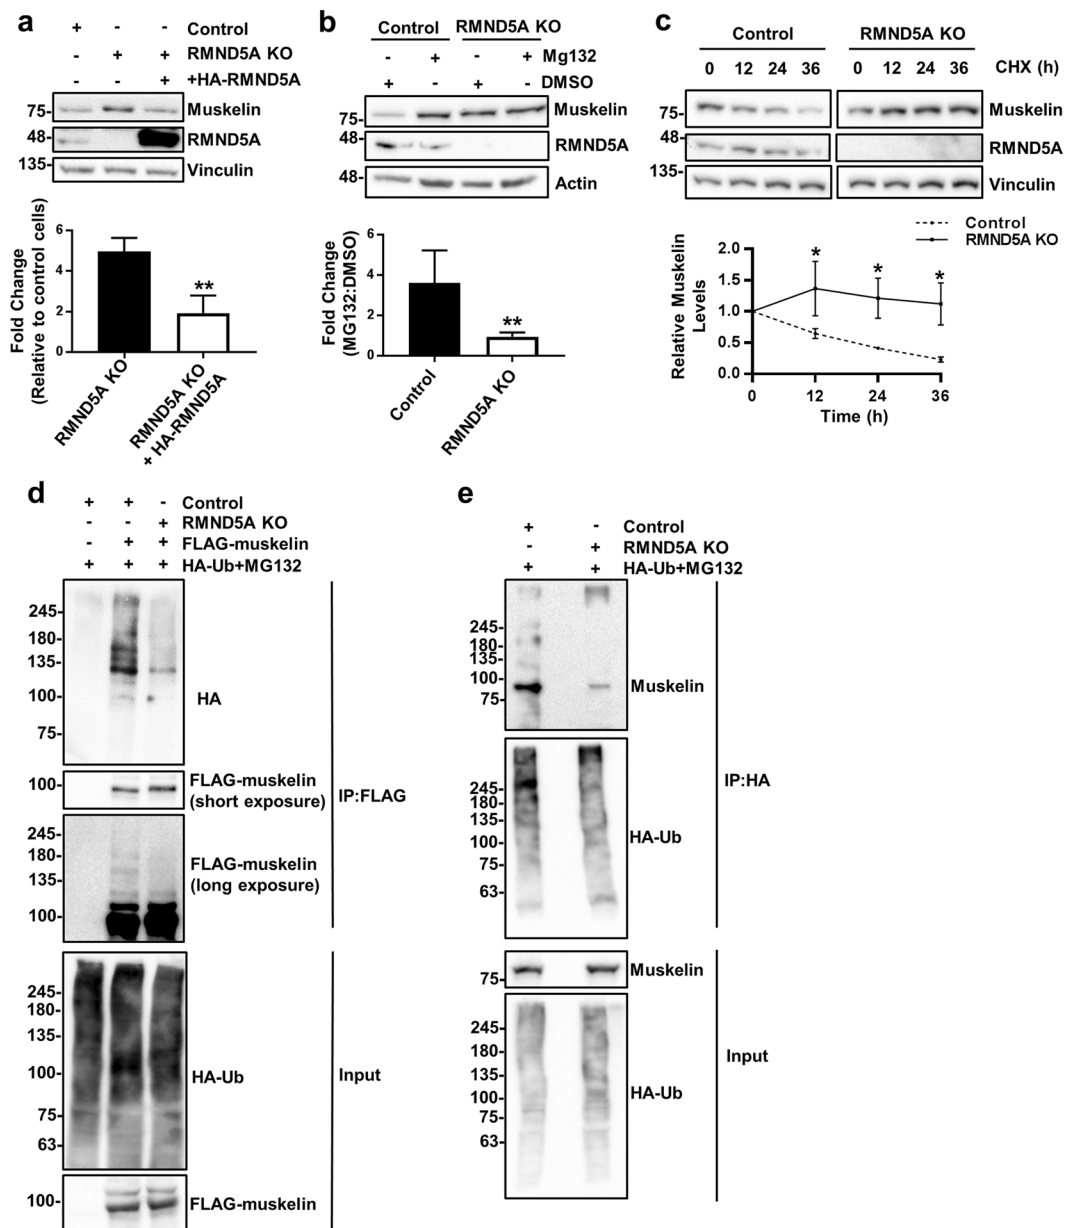 a
+ - - Control
- + + RMND5A KO
- - + +HA-RMND5A
75- Muskelin
48- RMND5A
135- Vinculin
Fold Change
(Relative to control cells)
6
4
2
0
**
RMND5A KO
RMND5A KO
+ HA-RMND5A
b
Control RMND5A KO
- + - + Mg132
+ - + - DMSO
75- Muskelin
48- RMND5A
48- Actin
Fold Change
(MG132:DMSO)
6
4
2
0
**
Control
RMND5A KO
c
Control RMND5A KO
0 12 24 36 0 12 24 36 CHX (h)
75- Muskelin
48- RMND5A
135- Vinculin
Control
RMND5A KO
Relative Muskelin
Levels
2.0
1.5
1.0
0.5
0.0
* * *
0 12 24 36
Time (h)
d
+ + - Control
- - + RMND5A KO
- + + FLAG-muskelin
+ + + HA-Ub+MG132
245-
180-
135-
100-
75-
HA
100-
FLAG-muskelin
(short exposure)
245-
180-
135-
100-
FLAG-muskelin
(long exposure)
IP:FLAG
245-
180-
135-
100-
75-
63-
HA-Ub
100- FLAG-muskelin
Input
e
+ - Control
- + RMND5A KO
+ + HA-Ub+MG132
245-
180-
135-
100-
75-
Muskelin
245-
180-
135-
100-
75-
63-
HA-Ub
IP:HA
75- Muskelin
245-
180-
135-
100-
75-
63-
HA-Ub
Input